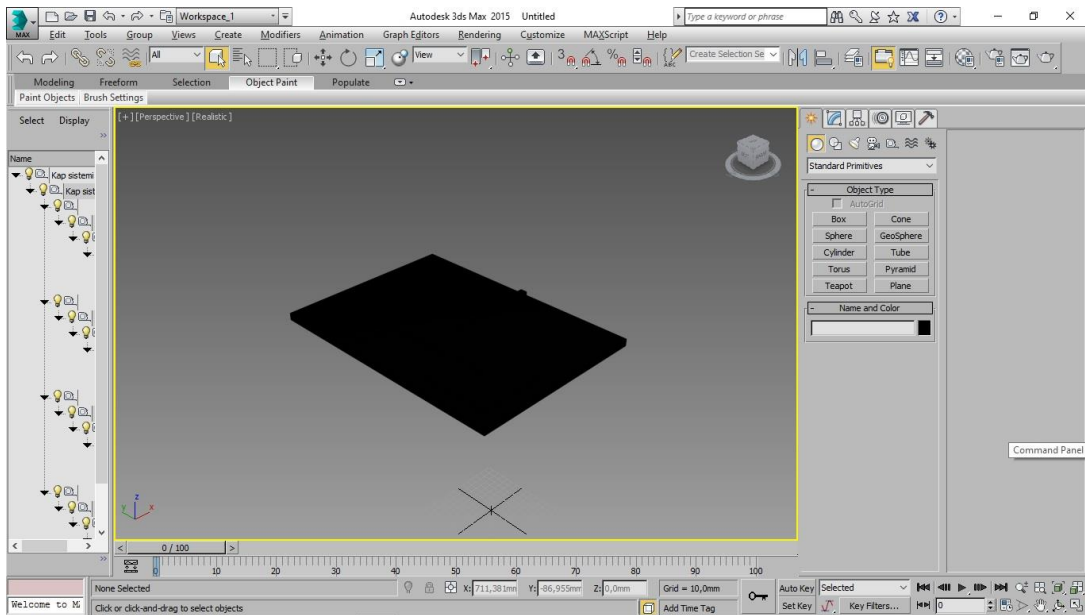 Workspace_1
Autodesk 3ds Max 2015 Untitled
Type a keyword or phrase
MAX Edit Tools Group Views Create Modifiers Animation Graph Editors Rendering Customize MAXScript Help
All
View
Create Selection Se
Modeling Freeform Selection Object Paint Populate
Paint Objects Brush Settings
Select Display
[+] [Perspective] [Realistic]
Name
Kap sistemi
Kap sist
Standard Primitives
Object Type
AutoGrid
Box Cone
Sphere GeoSphere
Cylinder Tube
Torus Pyramid
Teapot Plane
Name and Color
Command Panel
z
y x
0 / 100
0 10 20 30 40 50 60 70 80 90 100
None Selected
X: 711,381mm Y: -86,955mm Z: 0,0mm
Grid = 10,0mm
Auto Key Selected
Welcome to M
Click or click-and-drag to select objects
Add Time Tag
Set Key Key Filters... 0